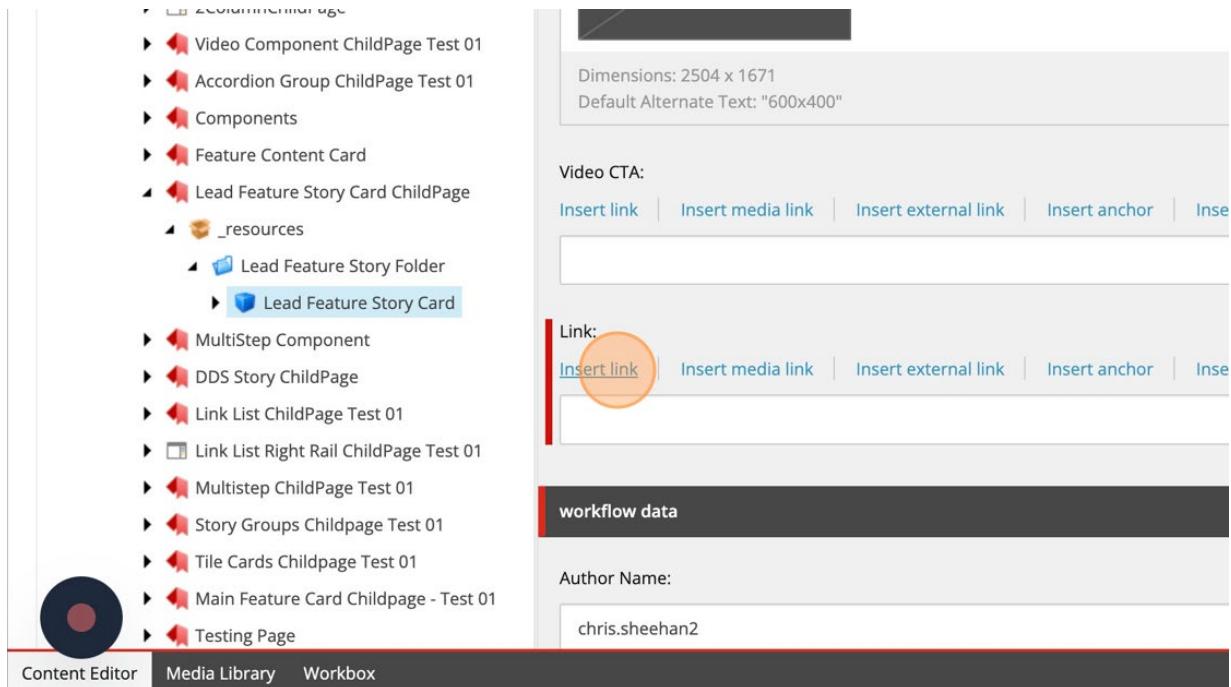 2ColumnChildPage
Video Component ChildPage Test 01
Accordion Group ChildPage Test 01
Components
Feature Content Card
Lead Feature Story Card ChildPage
_resources
Lead Feature Story Folder
Lead Feature Story Card
MultiStep Component
DDS Story ChildPage
Link List ChildPage Test 01
Link List Right Rail ChildPage Test 01
Multistep ChildPage Test 01
Story Groups Childpage Test 01
Tile Cards Childpage Test 01
Main Feature Card Childpage - Test 01
Testing Page
Dimensions: 2504 x 1671
Default Alternate Text: "600x400"
Video CTA:
Insert link Insert media link Insert external link Insert anchor Inse
Link:
Insert link Insert media link Insert external link Insert anchor Inse
workflow data
Author Name:
chris.sheehan2
Content Editor Media Library Workbox